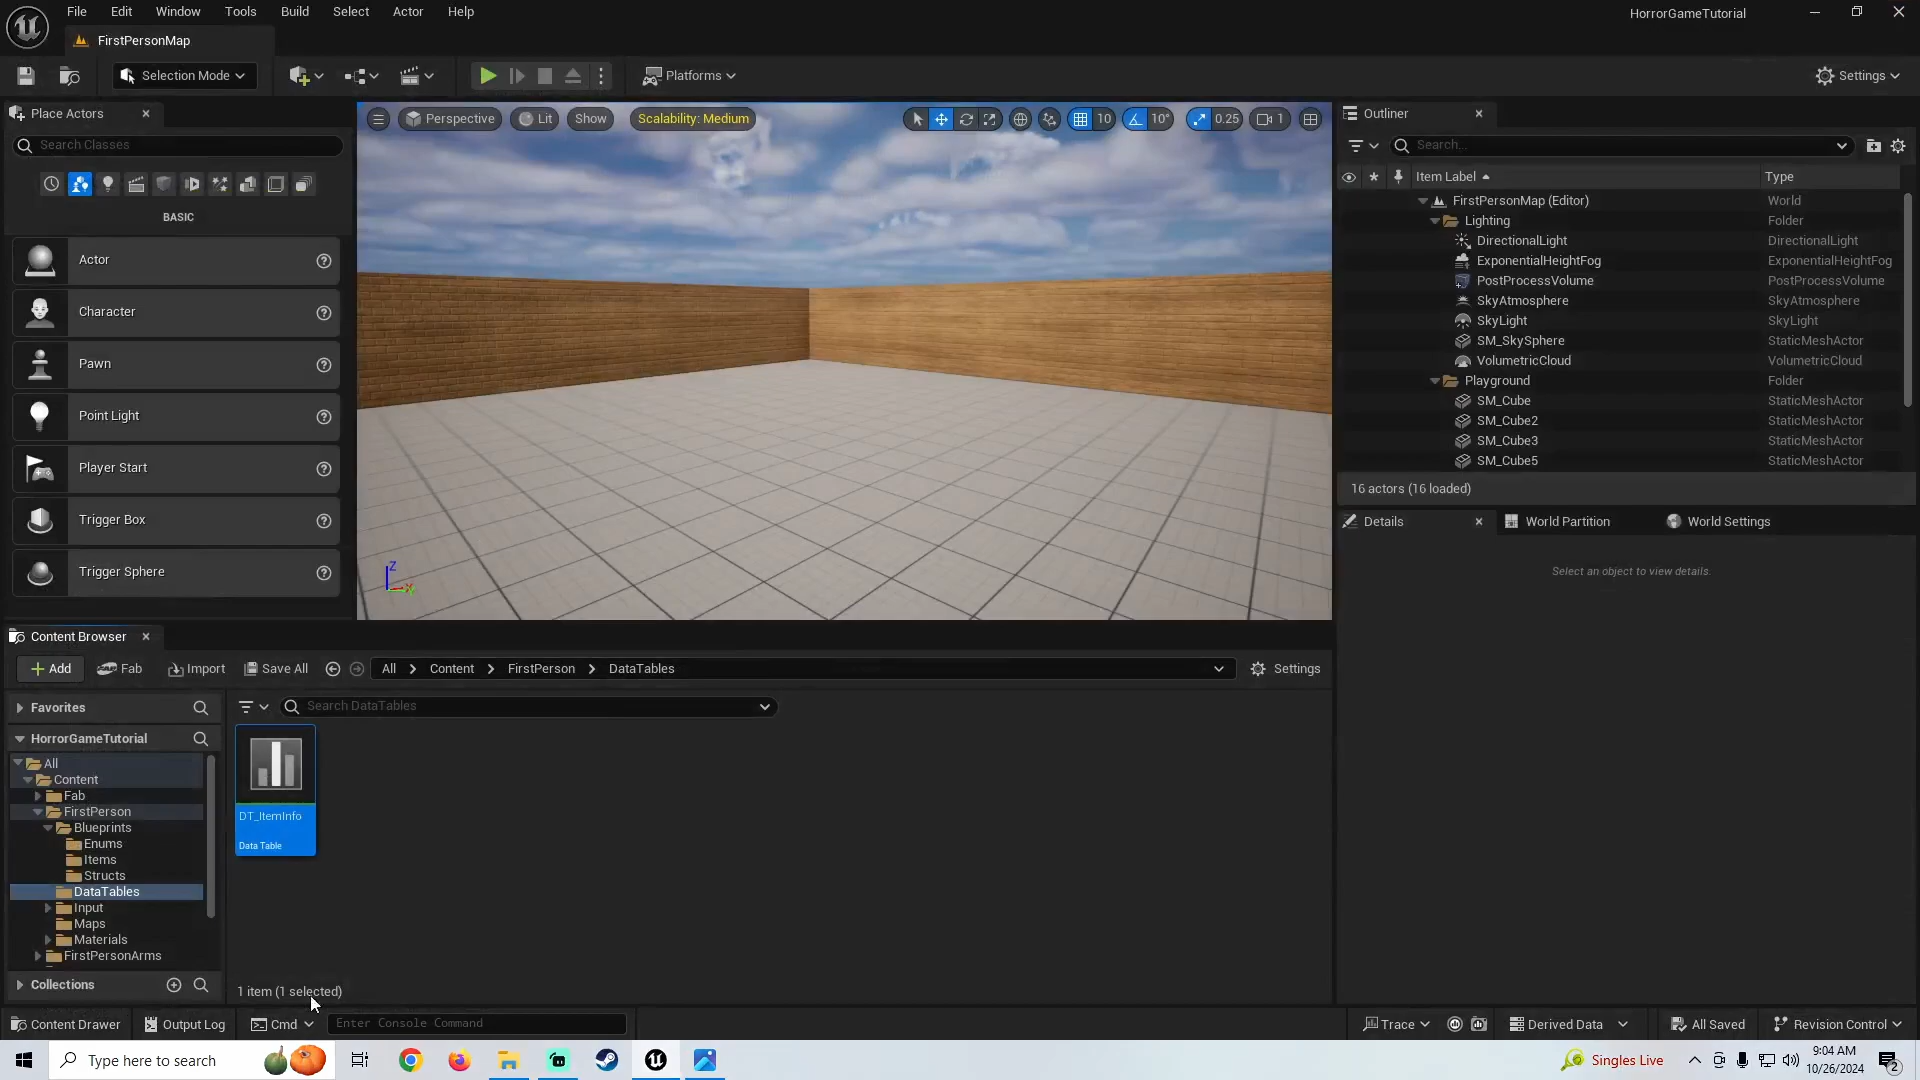 File Edit Window Tools Build Select Actor Help
HorrorGameTutorial
FirstPersonMap
Selection Mode
Platforms
Settings
Place Actors
Search Classes
BASIC
Actor
Character
Pawn
Point Light
Player Start
Trigger Box
Trigger Sphere
Perspective Lit Show Scalability: Medium 10 10° 0.25 1
Z
X
Outliner
Search...
Item Label Type
FirstPersonMap (Editor) World
Lighting Folder
DirectionalLight DirectionalLight
ExponentialHeightFog ExponentialHeightFog
PostProcessVolume PostProcessVolume
SkyAtmosphere SkyAtmosphere
SkyLight SkyLight
SM_SkySphere StaticMeshActor
VolumetricCloud VolumetricCloud
Playground Folder
SM_Cube StaticMeshActor
SM_Cube2 StaticMeshActor
SM_Cube3 StaticMeshActor
SM_Cube5 StaticMeshActor
16 actors (16 loaded)
Details World Partition World Settings
Select an object to view details.
Content Browser
Add Fab Import Save All All Content FirstPerson DataTables Settings
Favorites
HorrorGameTutorial
All
Content
Fab
FirstPerson
Blueprints
Enums
Items
Structs
DataTables
Input
Maps
Materials
FirstPersonArms
Collections
Search DataTables
DT_ItemInfo
Data Table
1 item (1 selected)
Content Drawer Output Log Cmd Enter Console Command Trace Derived Data All Saved Revision Control
Type here to search
Singles Live
9:04 AM
10/26/2024
2